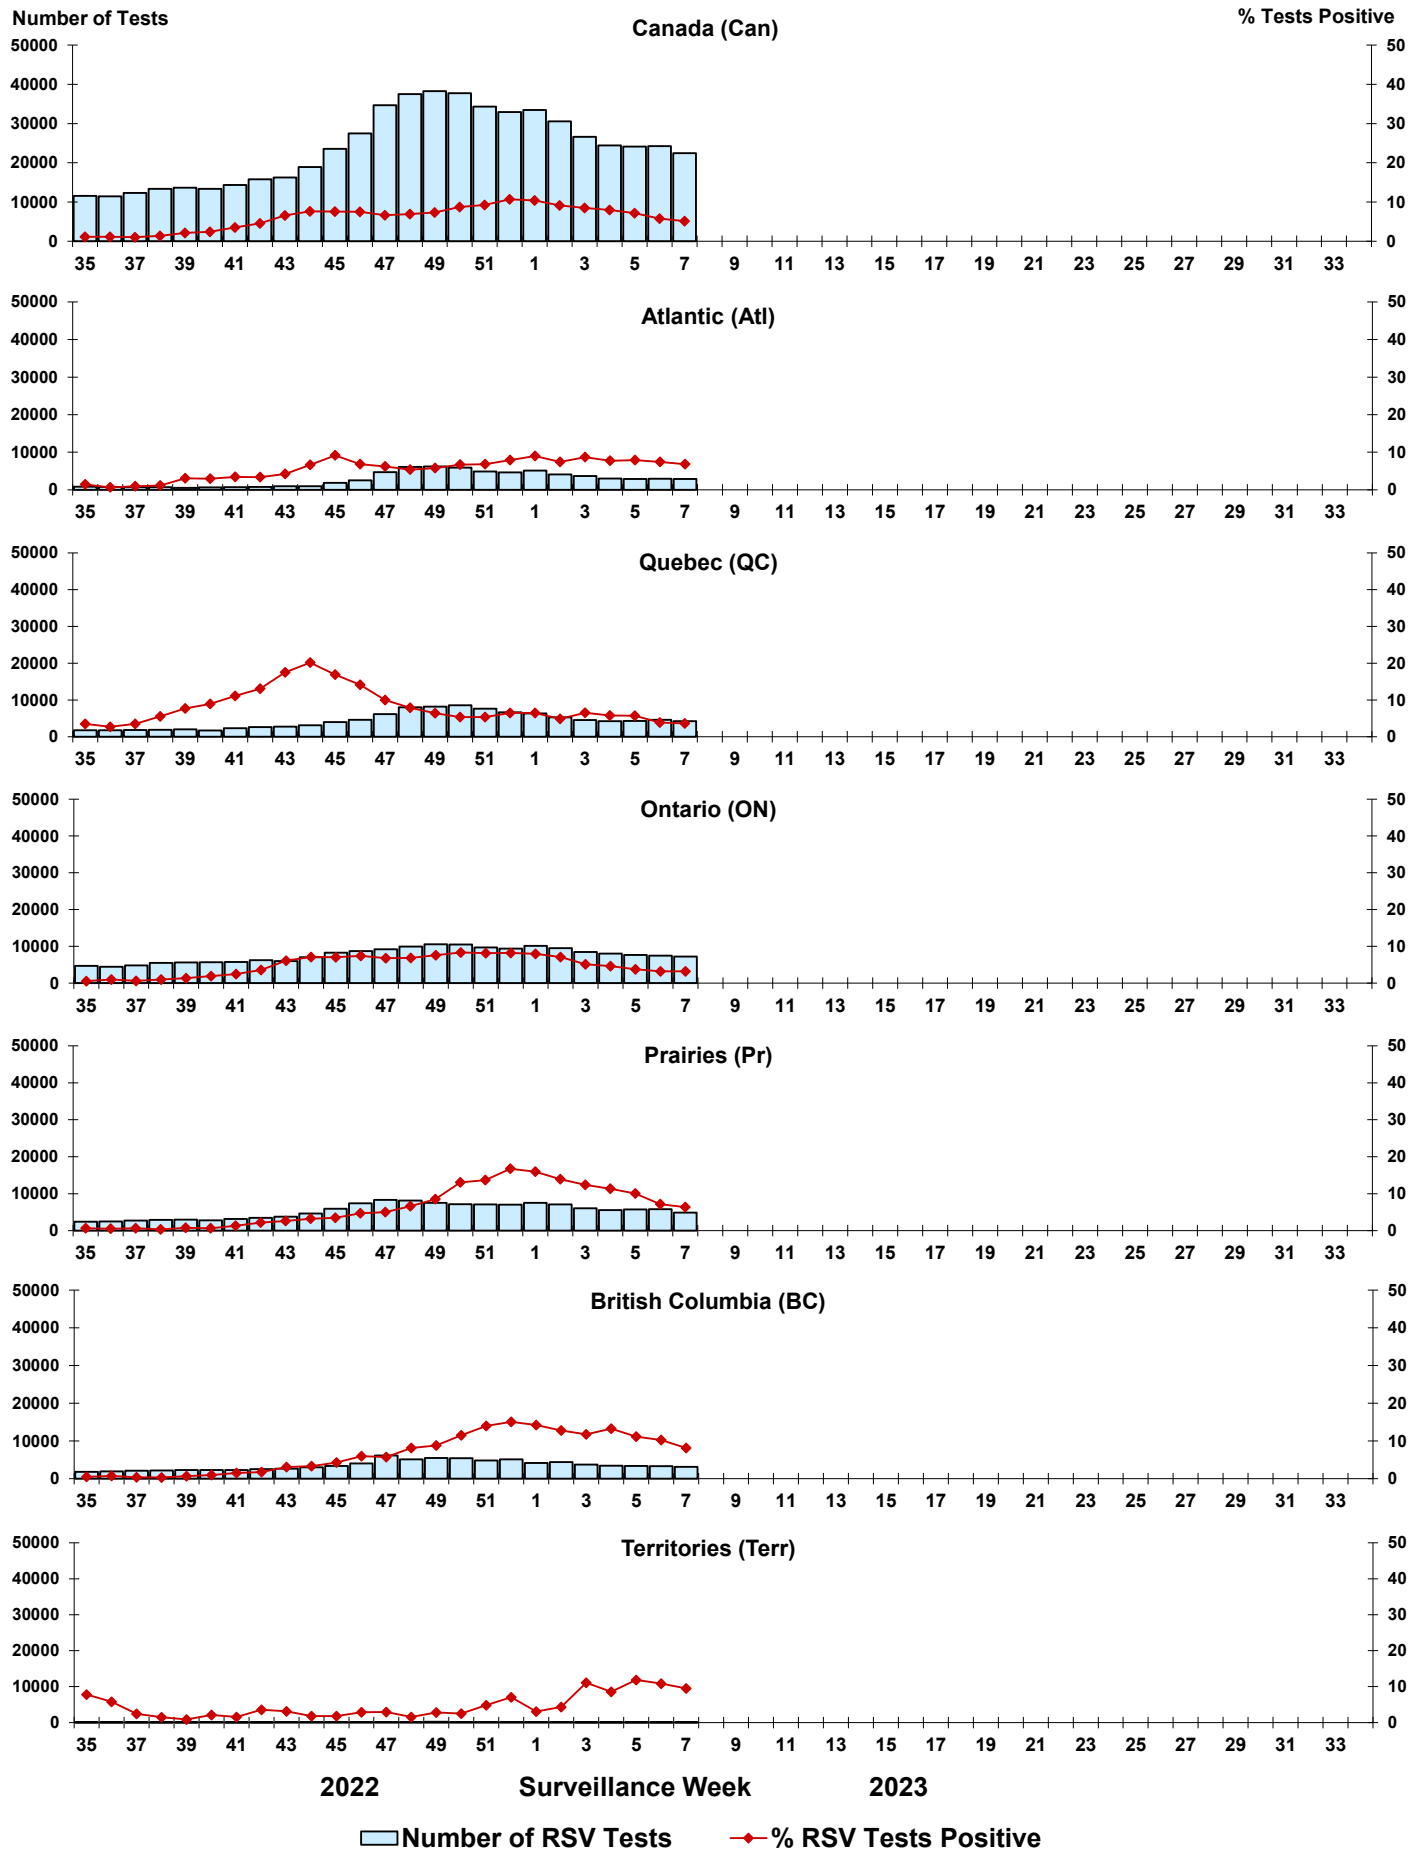 Number of Tests
% Tests Positive
Canada (Can)
50000 50
40000 40
30000 30
20000 20
10000 10
0 0
35 37 39 41 43 45 47 49 51 1 3 5 7 9 11 13 15 17 19 21 23 25 27 29 31 33
Atlantic (Atl)
50000 50
40000 40
30000 30
20000 20
10000 10
0 0
35 37 39 41 43 45 47 49 51 1 3 5 7 9 11 13 15 17 19 21 23 25 27 29 31 33
Quebec (QC)
50000 50
40000 40
30000 30
20000 20
10000 10
0 0
35 37 39 41 43 45 47 49 51 1 3 5 7 9 11 13 15 17 19 21 23 25 27 29 31 33
Ontario (ON)
50000 50
40000 40
30000 30
20000 20
10000 10
0 0
35 37 39 41 43 45 47 49 51 1 3 5 7 9 11 13 15 17 19 21 23 25 27 29 31 33
Prairies (Pr)
50000 50
40000 40
30000 30
20000 20
10000 10
0 0
35 37 39 41 43 45 47 49 51 1 3 5 7 9 11 13 15 17 19 21 23 25 27 29 31 33
British Columbia (BC)
50000 50
40000 40
30000 30
20000 20
10000 10
0 0
35 37 39 41 43 45 47 49 51 1 3 5 7 9 11 13 15 17 19 21 23 25 27 29 31 33
Territories (Terr)
50000 50
40000 40
30000 30
20000 20
10000 10
0 0
35 37 39 41 43 45 47 49 51 1 3 5 7 9 11 13 15 17 19 21 23 25 27 29 31 33
2022 Surveillance Week 2023
Number of RSV Tests % RSV Tests Positive